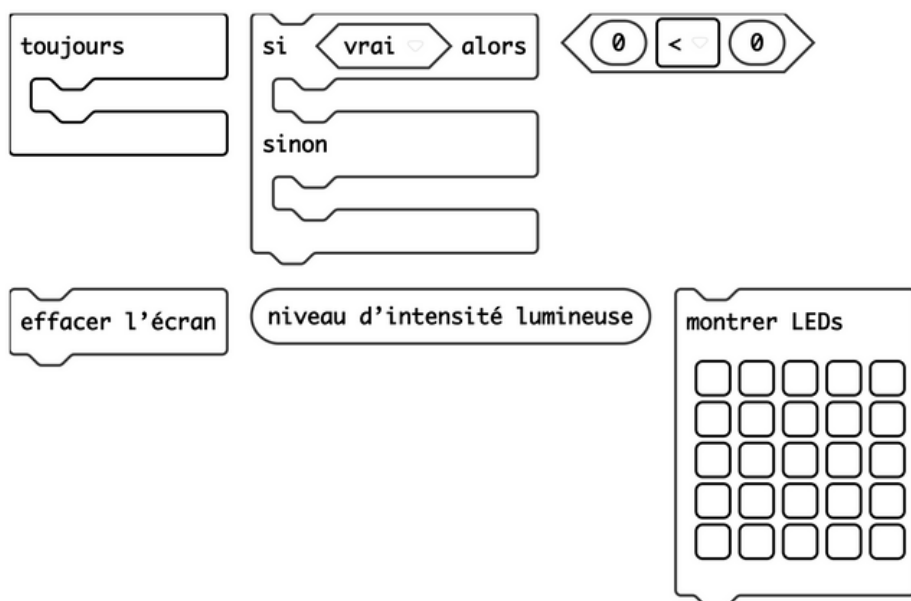 toujours
si vrai alors
sinon
0 < 0
effacer l’écran
niveau d’intensité lumineuse
montrer LEDs